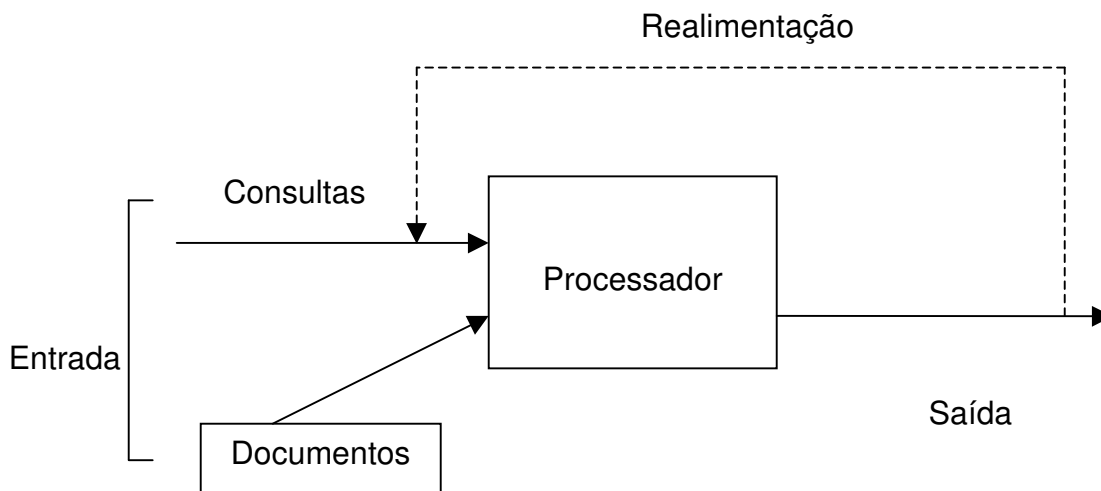 Realimentação
Consultas
Processador
Entrada
Saída
Documentos